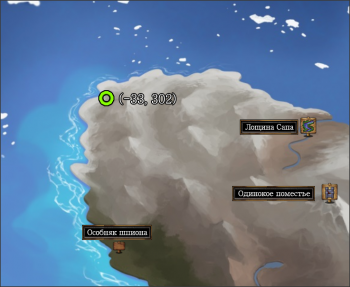 (-33, 302)
Лощина Сапа
Одинокое поместье
Особняк шпиона